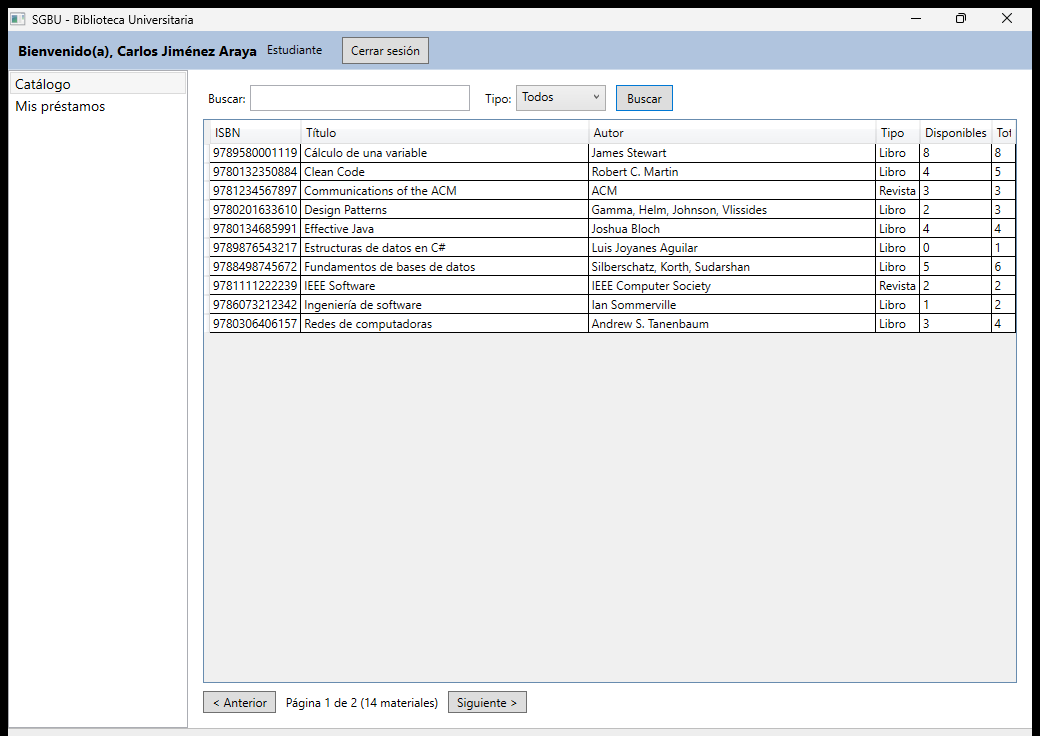 SGBU - Biblioteca Universitaria
Bienvenido(a), Carlos Jiménez Araya Estudiante Cerrar sesión
Catálogo
Mis préstamos
Buscar: Tipo: Todos Buscar
ISBN Título Autor Tipo Disponibles Tot
9789580001119 Cálculo de una variable James Stewart Libro 8 8
9780132350884 Clean Code Robert C. Martin Libro 4 5
9781234567897 Communications of the ACM ACM Revista 3 3
9780201633610 Design Patterns Gamma, Helm, Johnson, Vlissides Libro 2 3
9780134685991 Effective Java Joshua Bloch Libro 4 4
9789876543217 Estructuras de datos en C# Luis Joyanes Aguilar Libro 0 1
9788498745672 Fundamentos de bases de datos Silberschatz, Korth, Sudarshan Libro 5 6
9781111222239 IEEE Software IEEE Computer Society Revista 2 2
9786073212342 Ingeniería de software Ian Sommerville Libro 1 2
9780306406157 Redes de computadoras Andrew S. Tanenbaum Libro 3 4
< Anterior Página 1 de 2 (14 materiales) Siguiente >